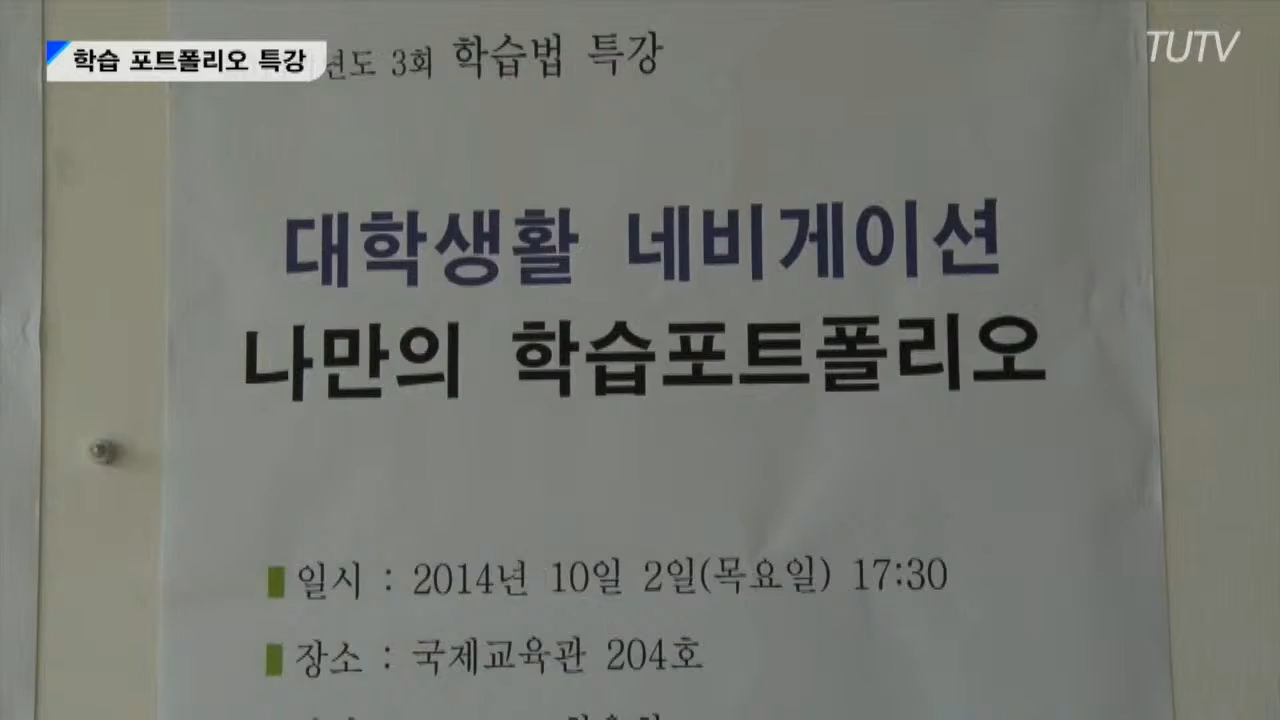 학습 포트폴리오 특강
TUTV
년도 3회 학습법 특강
대학생활 네비게이션
나만의 학습포트폴리오
일시 : 2014년 10일 2일(목요일) 17:30
장소 : 국제교육관 204호